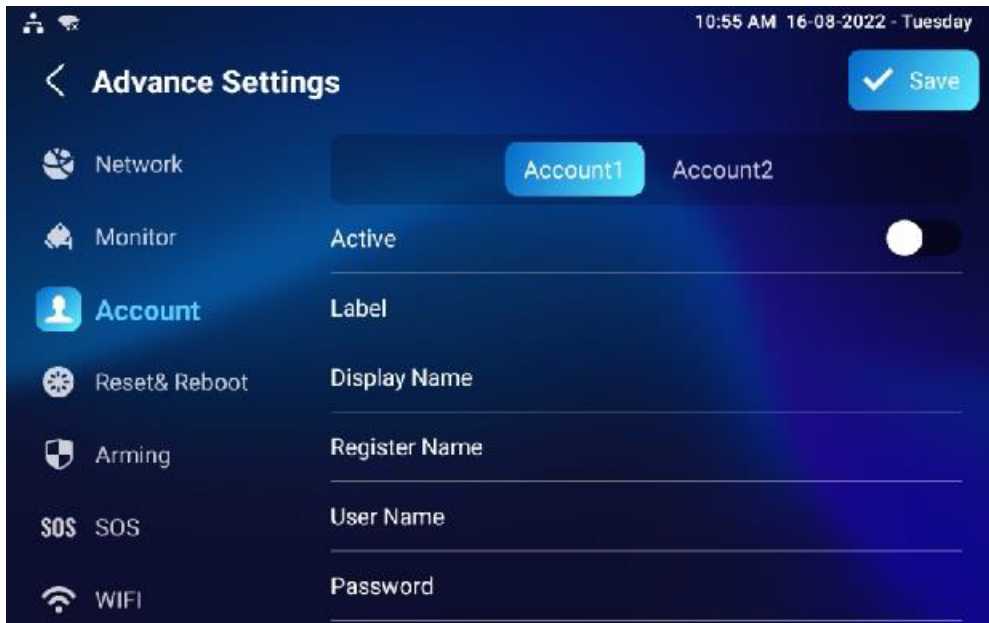 10:55 AM 16-08-2022 - Tuesday
Advance Settings
Save
Network
Monitor
Account
Reset& Reboot
Arming
SOS SOS
WIFI
Account1 Account2
Active
Label
Display Name
Register Name
User Name
Password